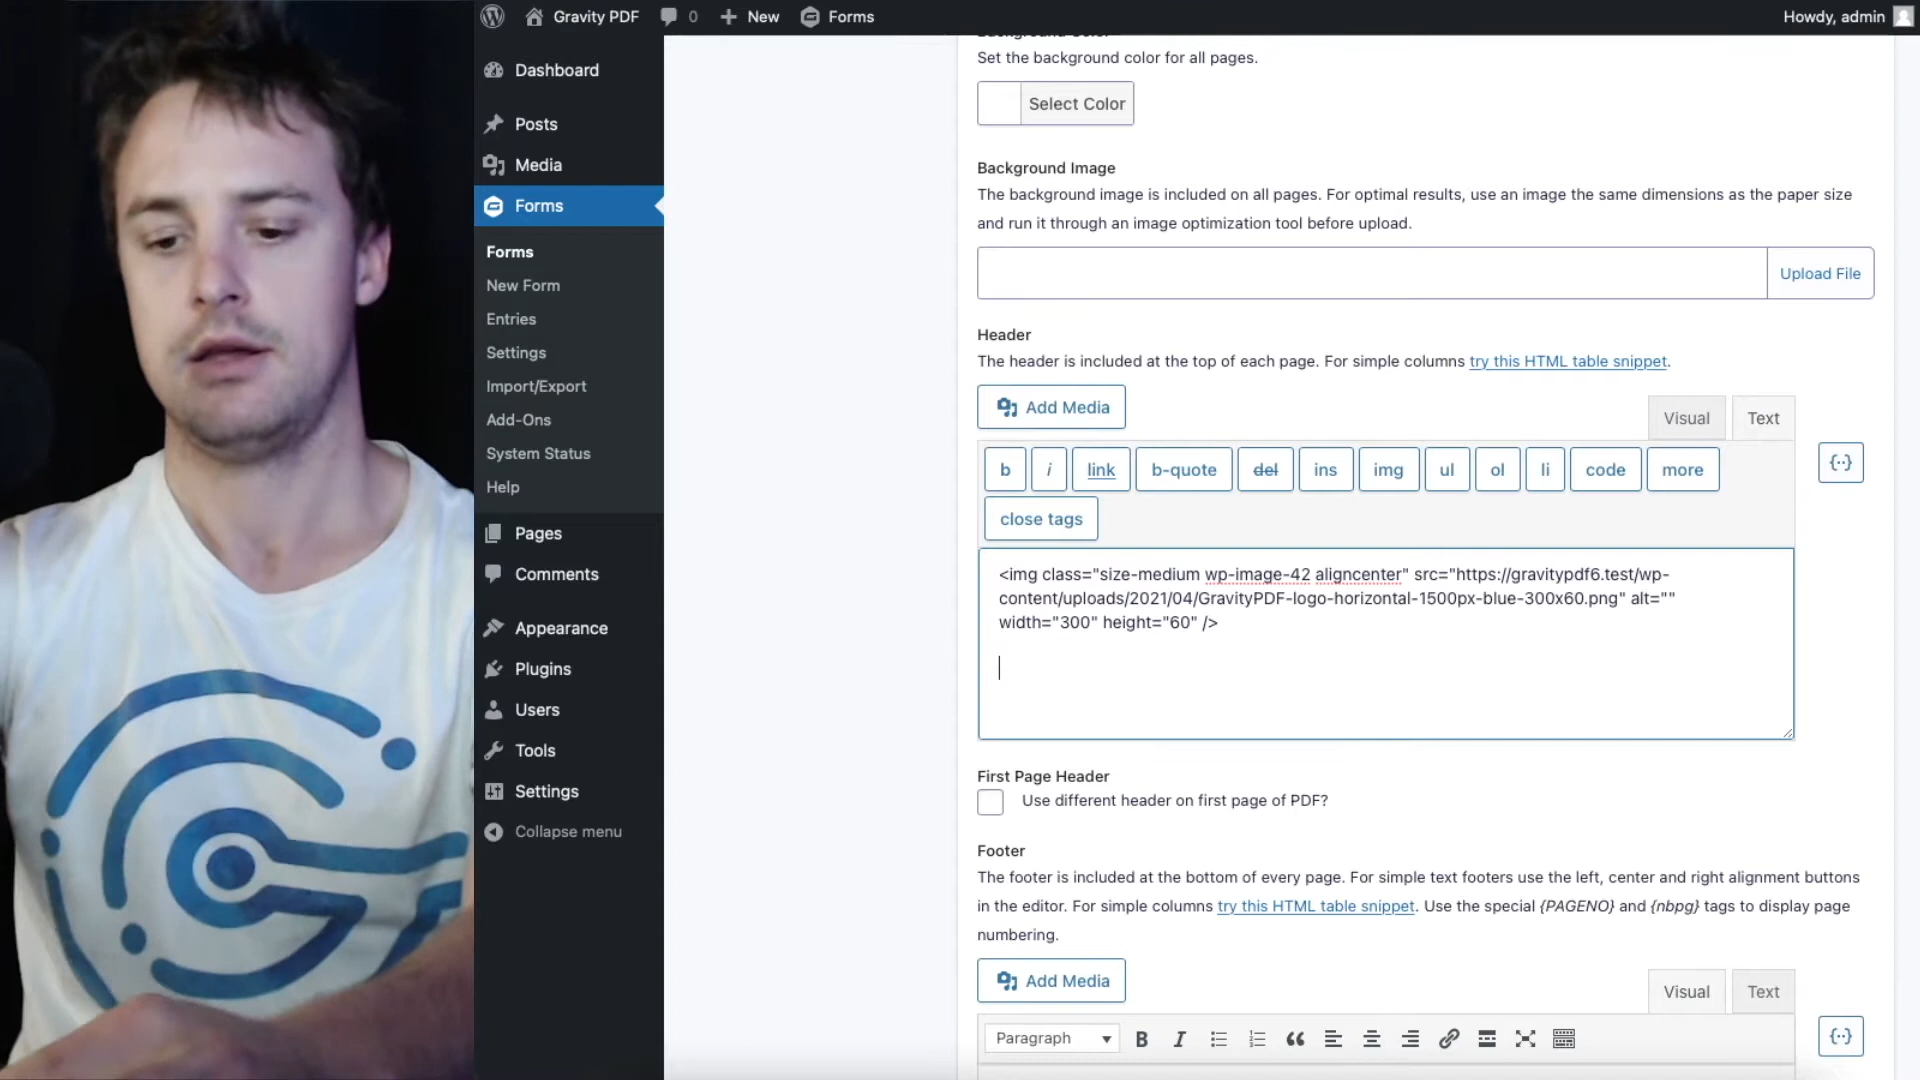 Gravity PDF 0 New Forms Howdy, admin
Dashboard
Posts
Media
Forms
Forms
New Form
Entries
Settings
Import/Export
Add-Ons
System Status
Help
Pages
Comments
Appearance
Plugins
Users
Tools
Settings
Collapse menu
Background Color
Set the background color for all pages.
Select Color
Background Image
The background image is included on all pages. For optimal results, use an image the same dimensions as the paper size
and run it through an image optimization tool before upload.
Upload File
Header
The header is included at the top of each page. For simple columns try this HTML table snippet.
Add Media
Visual Text
b i link b-quote del ins img ul ol li code more
close tags
{··}
<img class="size-medium wp-image-42 aligncenter" src="https://gravitypdf6.test/wp-
content/uploads/2021/04/GravityPDF-logo-horizontal-1500px-blue-300x60.png" alt=""
width="300" height="60" />
First Page Header
Use different header on first page of PDF?
Footer
The footer is included at the bottom of every page. For simple text footers use the left, center and right alignment buttons
in the editor. For simple columns try this HTML table snippet. Use the special {PAGENO} and {nbpg} tags to display page
numbering.
Add Media
Visual Text
Paragraph B I
{··}